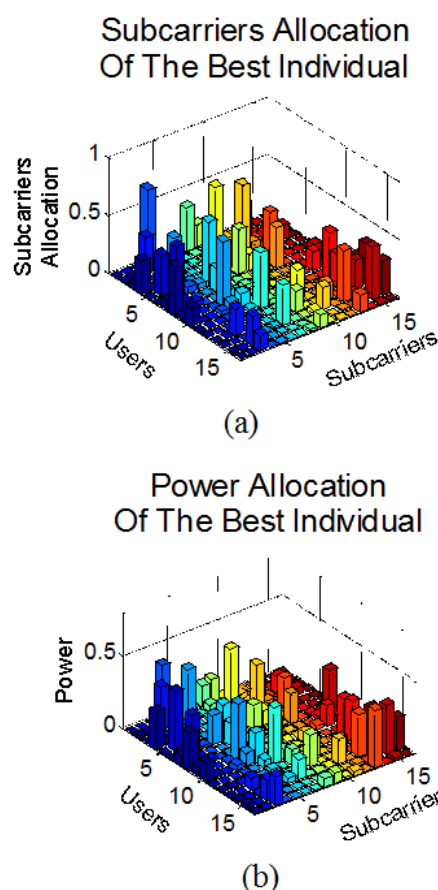 Subcarriers Allocation
Of The Best Individual
1
0.5
0
Subcarriers
Allocation
5
10
15
Users
5
10
15
Subcarriers
(a)
Power Allocation
Of The Best Individual
0.5
0
Power
5
10
15
Users
5
10
15
Subcarrier
(b)